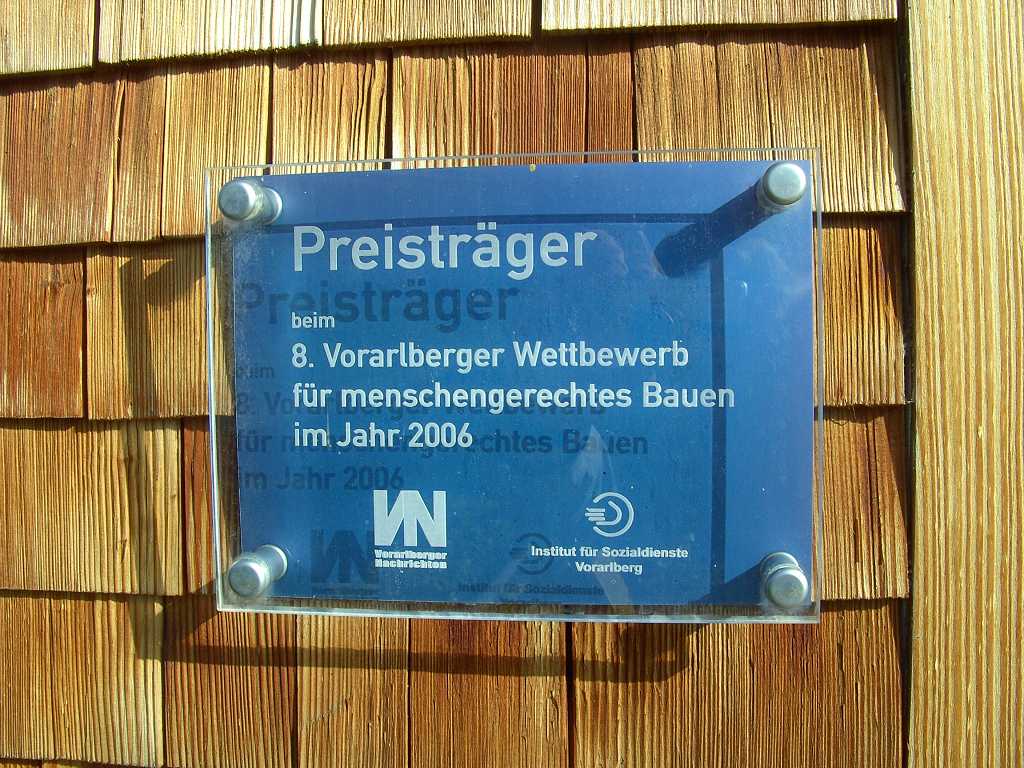 Preisträger
beim
8. Vorarlberger Wettbewerb
für menschengerechtes Bauen
im Jahr 2006
VN
Vorarlberger
Nachrichten
Institut für Sozialdienste
Vorarlberg